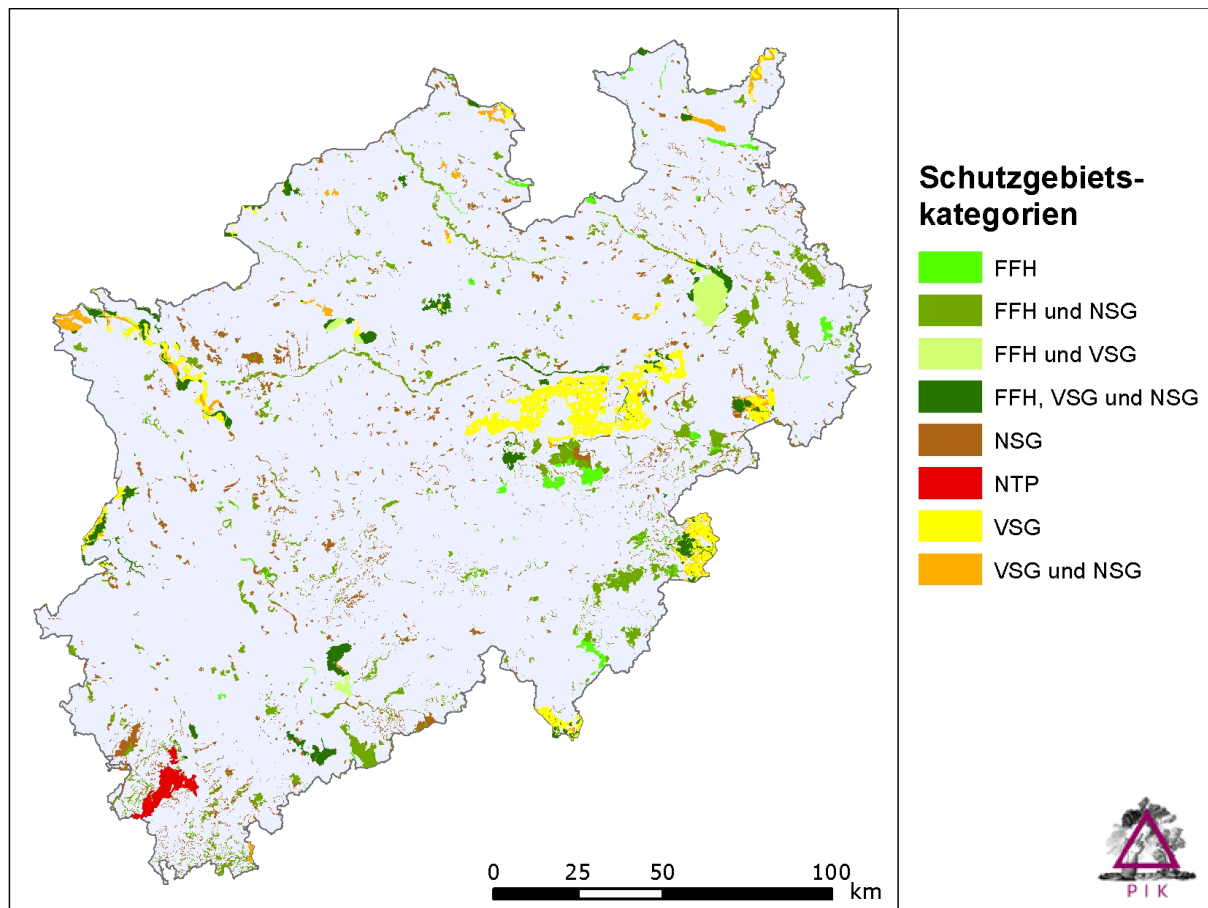 Schutzgebiets-
kategorien
FFH
FFH und NSG
FFH und VSG
FFH, VSG und NSG
NSG
NTP
VSG
VSG und NSG
0 25 50 100
km
PIK